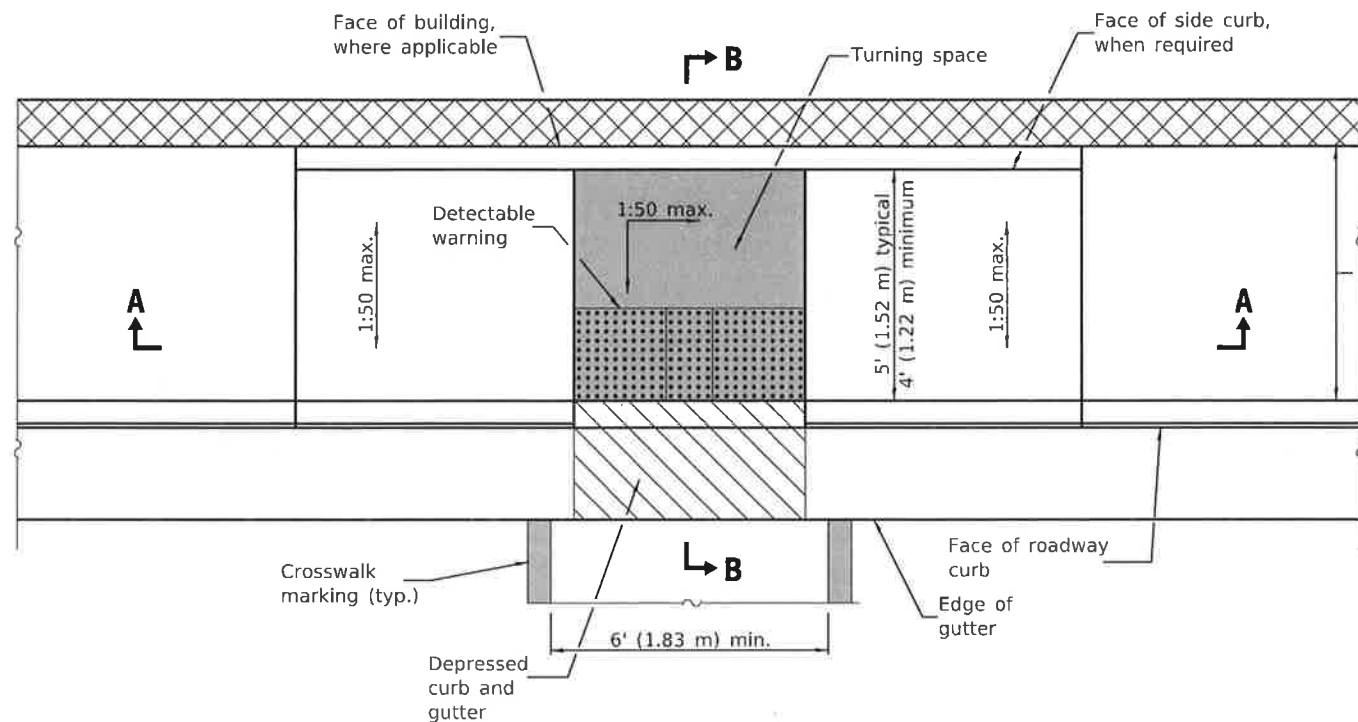 Face of building,
where applicable
B
Turning space
Face of side curb,
when required
Detectable
warning
1:50 max.
1:50 max.
5' (1.52 m) typical
4' (1.22 m) minimum
1:50 max.
A
A
Crosswalk
marking (typ.)
B
Face of roadway
curb
Edge of
gutter
6' (1.83 m) min.
Depressed
curb and
gutter